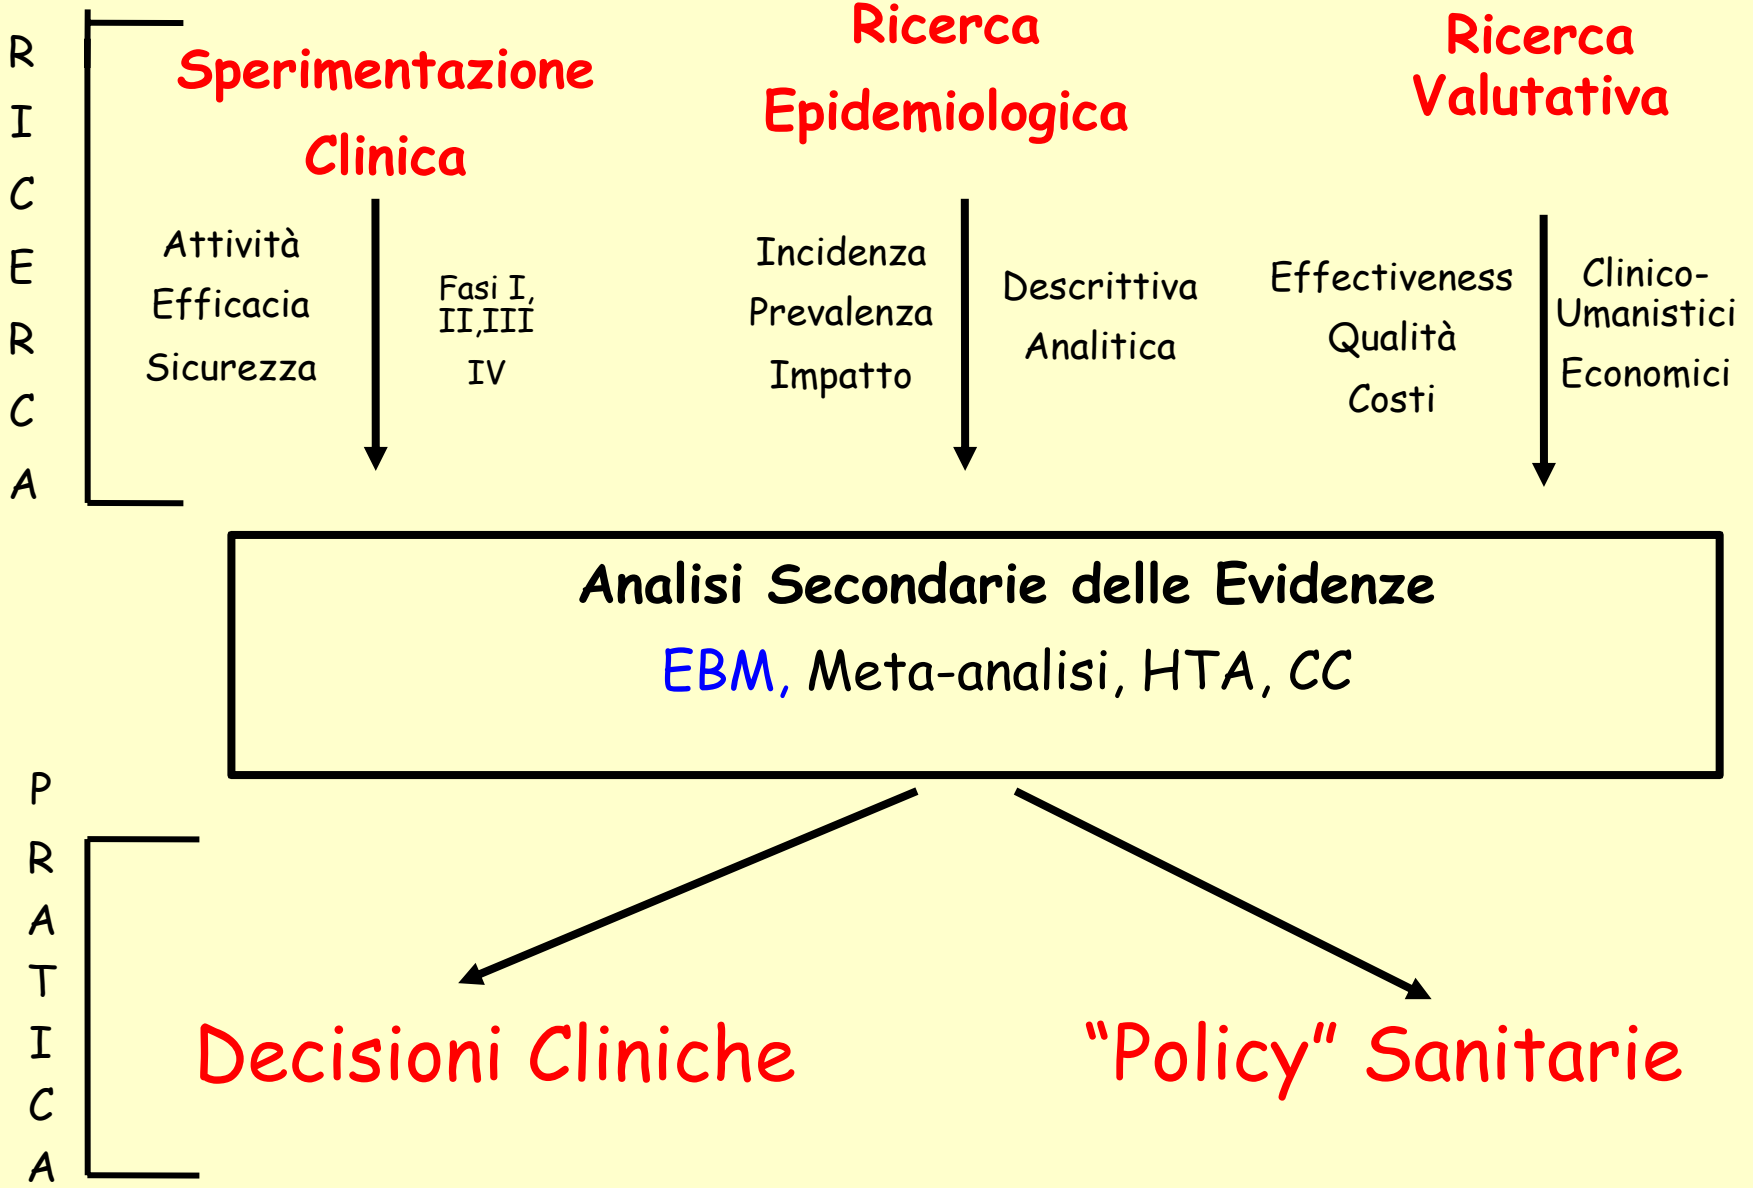 R
I
C
E
R
C
A
Sperimentazione
Clinica
Attività
Efficacia
Sicurezza
Fasi I,
II,III
IV
Ricerca
Epidemiologica
Incidenza
Prevalenza
Impatto
Descrittiva
Analitica
Ricerca
Valutativa
Effectiveness
Qualità
Costi
Clinico-
Umanistici
Economici
Analisi Secondarie delle Evidenze
EBM, Meta-analisi, HTA, CC
P
R
A
T
I
C
A
Decisioni Cliniche
“Policy” Sanitarie